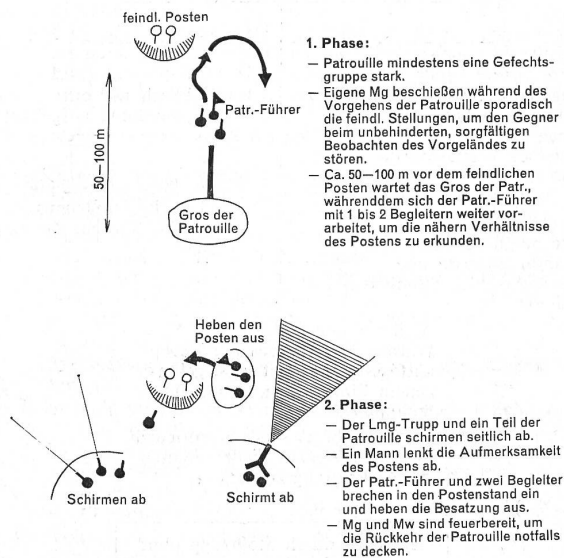 feindl. Posten
50—100 m
Patr.-Führer
Gros der
Patrouille
1. Phase:
— Patrouille mindestens eine Gefechts-
gruppe stark.
— Eigene Mg beschießen während des
Vorgehens der Patrouille sporadisch
die feindl. Stellungen, um den Gegner
beim unbehinderten, sorgfältigen
Beobachten des Vorgeländes zu
stören.
— Ca. 50—100 m vor dem feindlichen
Posten wartet das Gros der Patr.,
währenddem sich der Patr.-Führer
mit 1 bis 2 Begleitern weiter vor-
arbeitet, um die nähern Verhältnisse
des Postens zu erkunden.
Heben den
Posten aus
Schirmen ab
Schirmt ab
2. Phase:
— Der Lmg-Trupp und ein Teil der
Patrouille schirmen seitlich ab.
— Ein Mann lenkt die Aufmerksamkeit
des Postens ab.
— Der Patr.-Führer und zwei Begleiter
brechen in den Postenstand ein
und heben die Besatzung aus.
— Mg und Mw sind feuerbereit, um
die Rückkehr der Patrouille notfalls
zu decken.